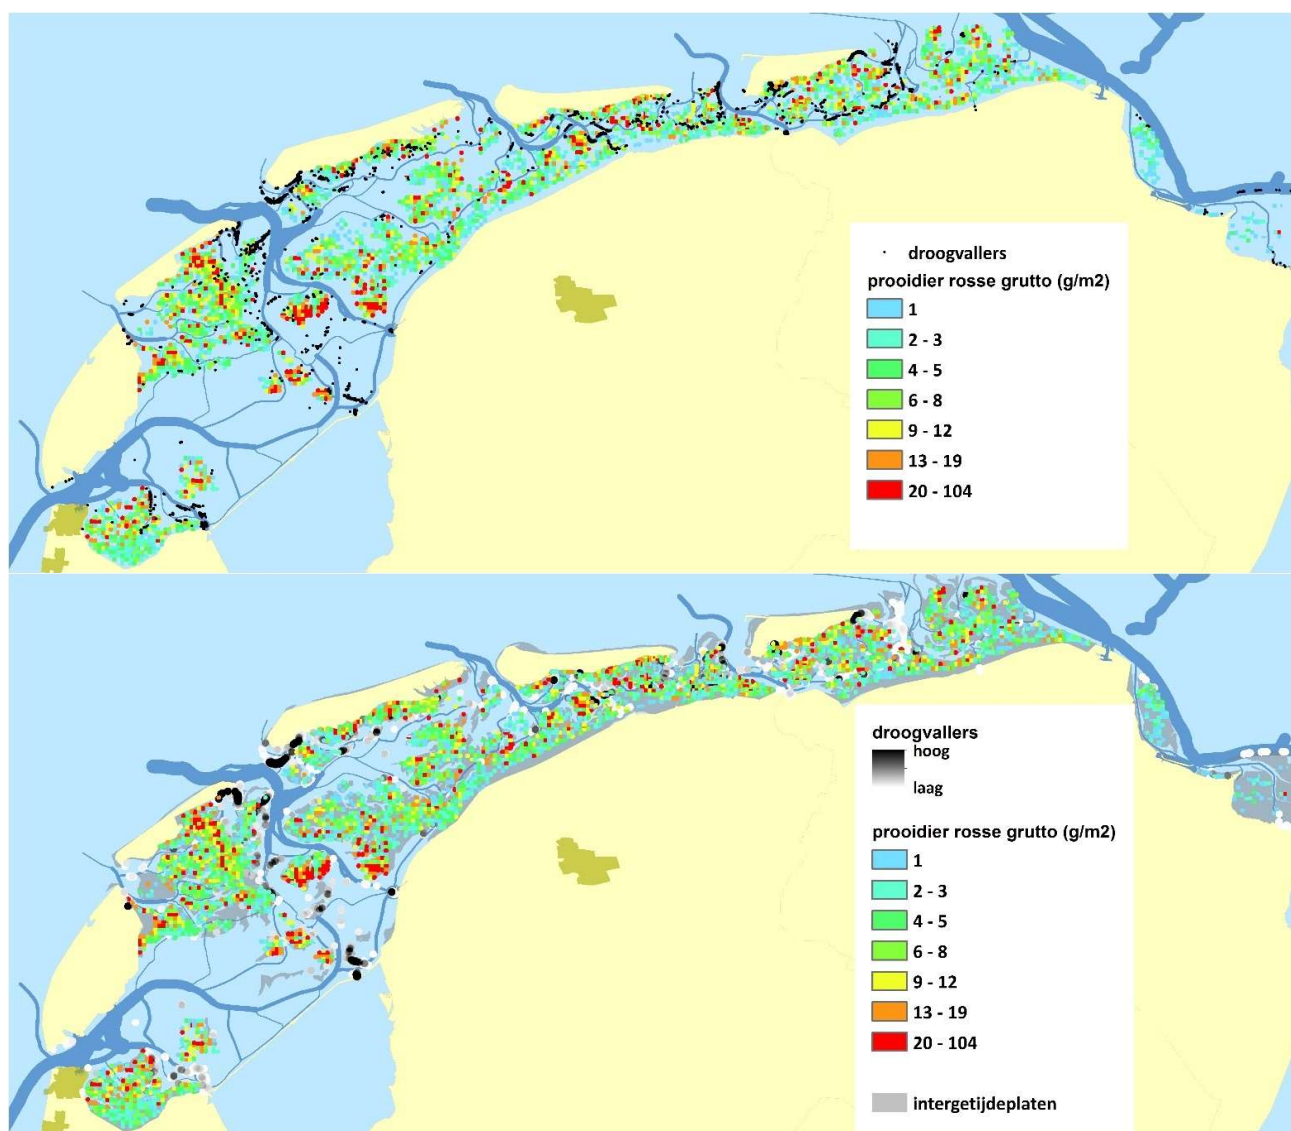 droogvallers
prooidier rosse grutto (g/m2)
1
2 - 3
4 - 5
6 - 8
9 - 12
13 - 19
20 - 104
droogvallers
hoog
laag
prooidier rosse grutto (g/m2)
1
2 - 3
4 - 5
6 - 8
9 - 12
13 - 19
20 - 104
intergetijdeplaten